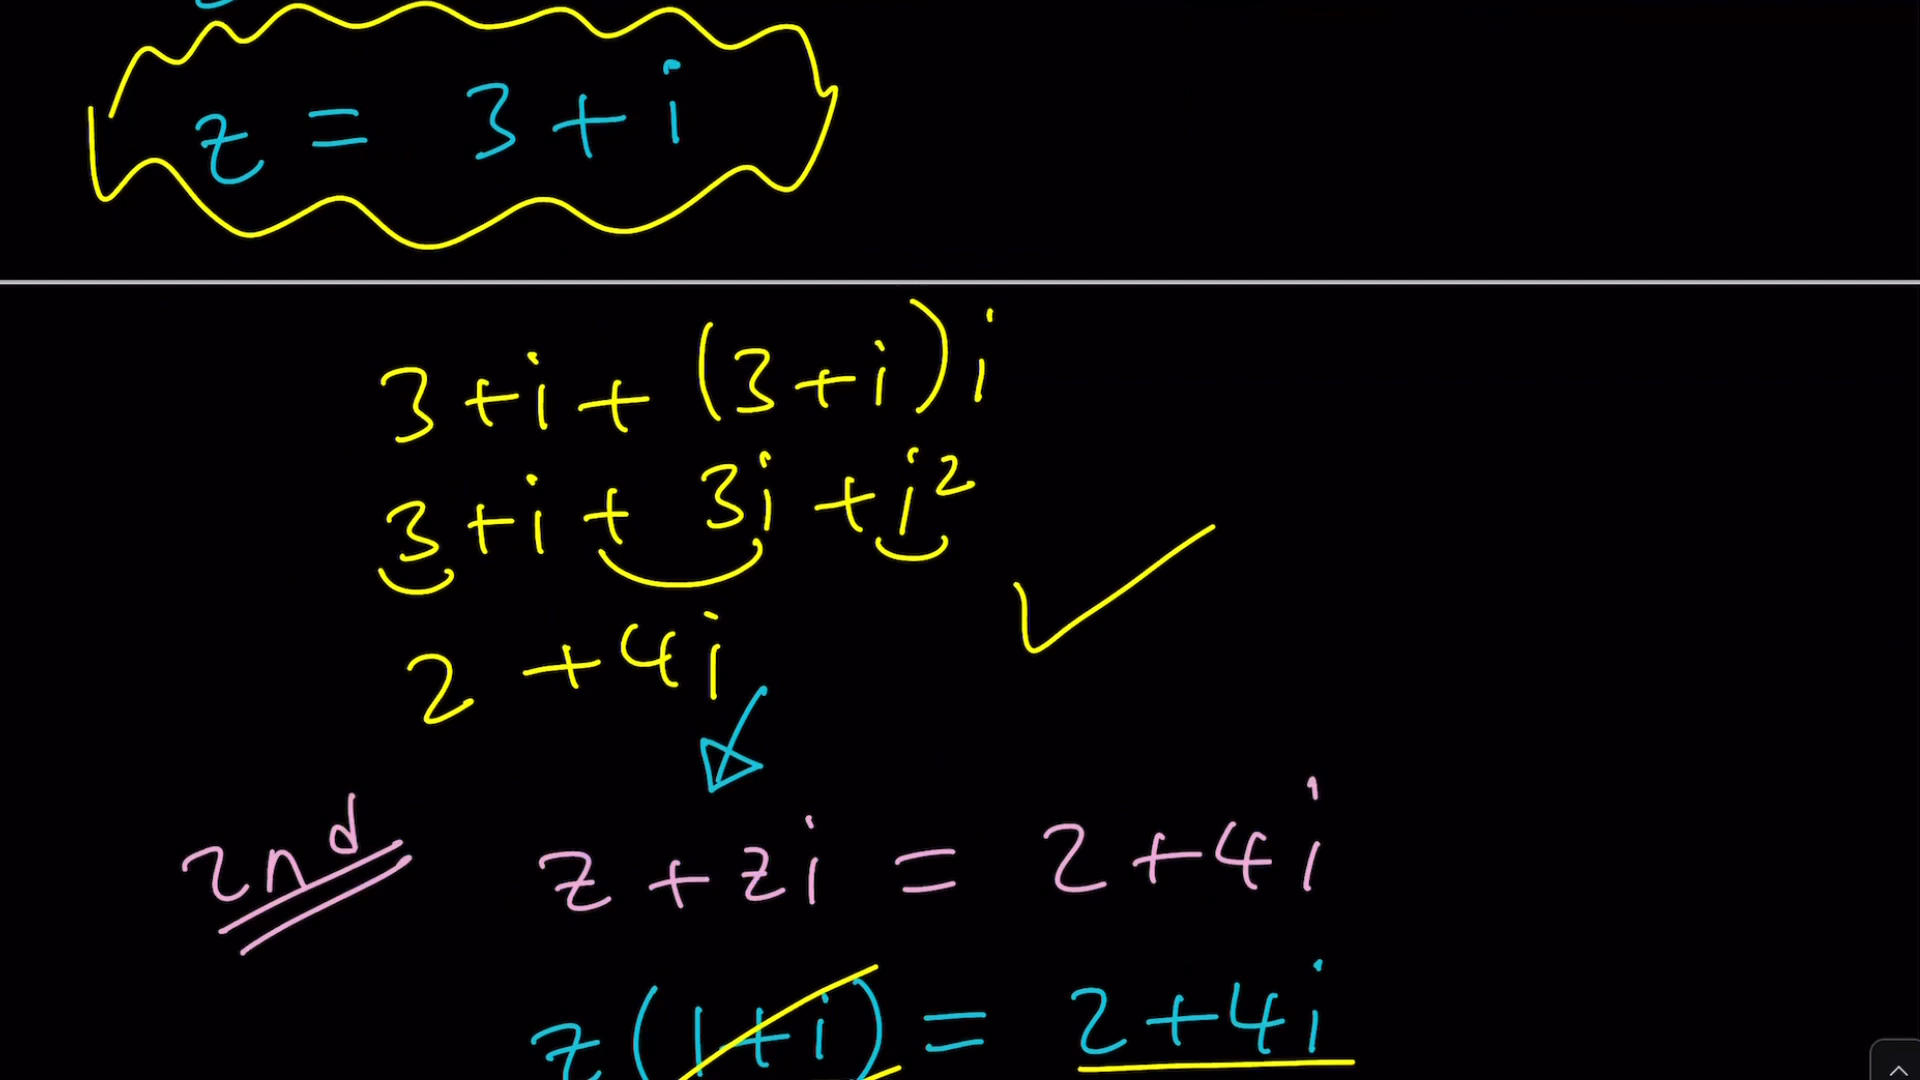 z = 3 + i
3 + i + (3 + i) i
3 + i + 3i + i²
2 + 4i
2nd z + zi = 2 + 4i
z (1 + i) = 2 + 4i